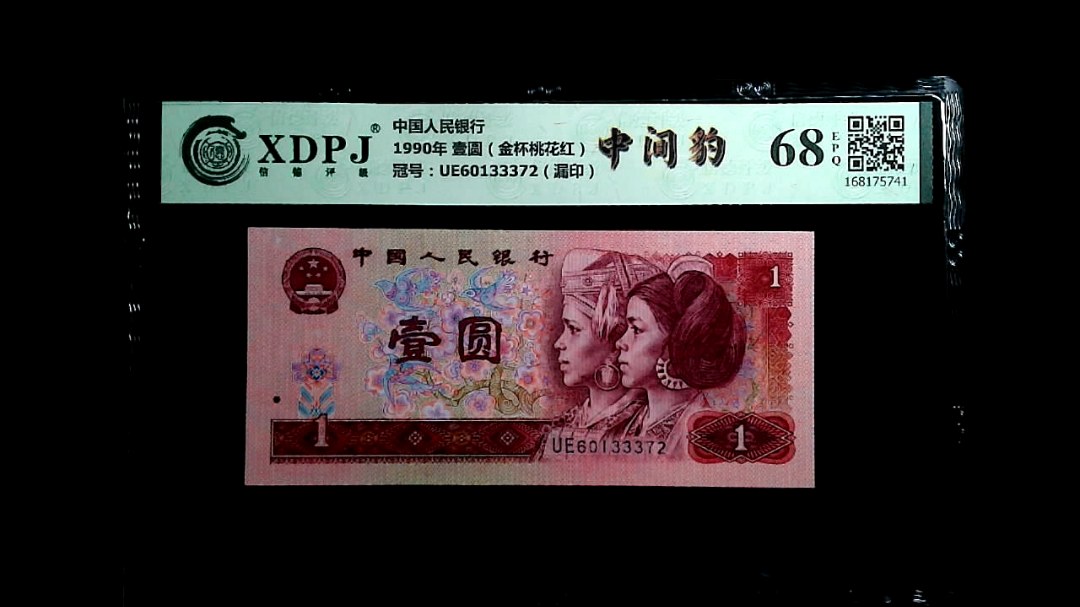 XDPJ®
信 德 评 级
中国人民银行
1990年 壹圆（金杯桃花红）
冠号：UE60133372（漏印）
中间豹
68
EPQ
168175741
中國人民银行
1
壹圆
1
UE60133372
1